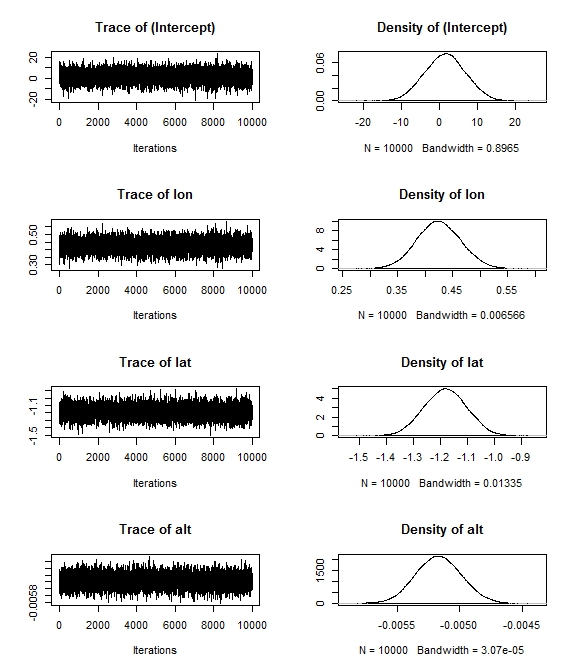 Trace of (Intercept)
20
0
-20
0 2000 4000 6000 8000 10000
Iterations
Density of (Intercept)
0.06
0.00
-20 -10 0 10 20
N = 10000 Bandwidth = 0.8965
Trace of lon
0.50
0.30
0 2000 4000 6000 8000 10000
Iterations
Density of lon
8
4
0
0.25 0.35 0.45 0.55
N = 10000 Bandwidth = 0.006566
Trace of lat
-1.1
-1.5
0 2000 4000 6000 8000 10000
Iterations
Density of lat
4
2
0
-1.5 -1.4 -1.3 -1.2 -1.1 -1.0 -0.9
N = 10000 Bandwidth = 0.01335
Trace of alt
-0.0058
0 2000 4000 6000 8000 10000
Iterations
Density of alt
1500
0
-0.0055 -0.0050 -0.0045
N = 10000 Bandwidth = 3.07e-05